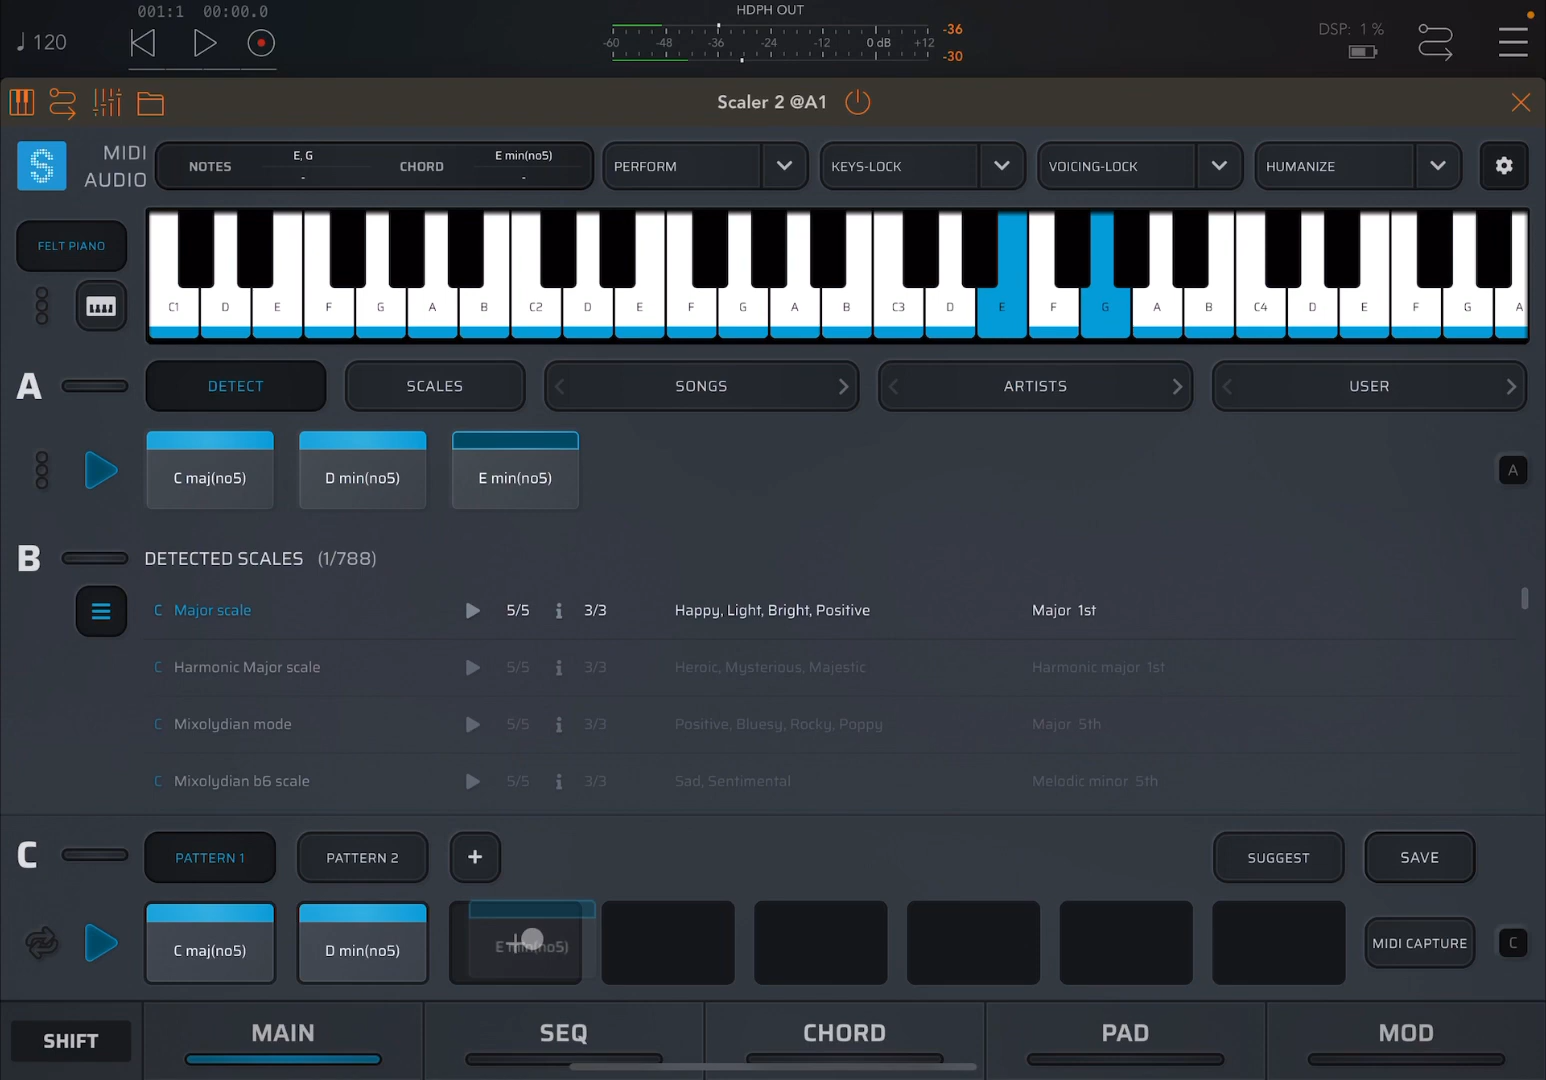 001:1 00:00.0
♩120
HDPH OUT
-60 -48 -36 -24 -12 0 dB +12
-36
-30
DSP: 1 %
Scaler 2 @A1
MIDI
AUDIO
NOTES
E, G
-
CHORD
E min(no5)
-
PERFORM
KEYS-LOCK
VOICING-LOCK
HUMANIZE
FELT PIANO
C1 D E F G A B C2 D E F G A B C3 D E F G A B C4 D E F G A
A
DETECT
SCALES
SONGS
ARTISTS
USER
C maj(no5)
D min(no5)
E min(no5)
A
B
DETECTED SCALES (1/788)
C Major scale 5/5 i 3/3 Happy, Light, Bright, Positive Major 1st
C Harmonic Major scale 5/5 i 3/3 Heroic, Mysterious, Majestic Harmonic major 1st
C Mixolydian mode 5/5 i 3/3 Positive, Bluesy, Rocky, Poppy Major 5th
C Mixolydian b6 scale 5/5 i 3/3 Sad, Sentimental Melodic minor 5th
C
PATTERN 1
PATTERN 2
+
SUGGEST
SAVE
C maj(no5)
D min(no5)
E min(no5)
MIDI CAPTURE
C
SHIFT
MAIN
SEQ
CHORD
PAD
MOD